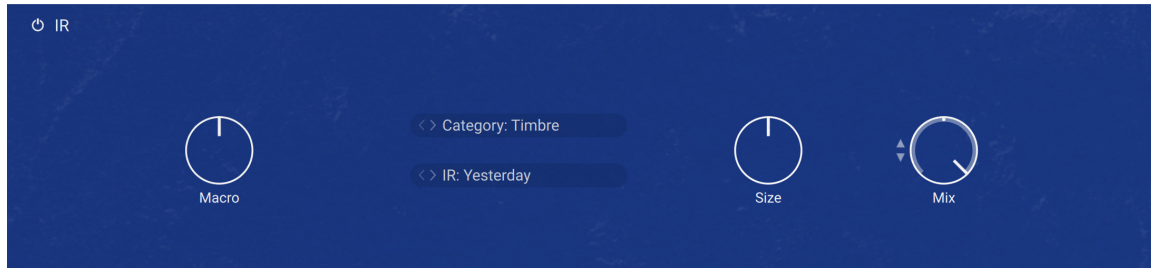 IR
Category: Timbre
IR: Yesterday
Macro
Size
Mix